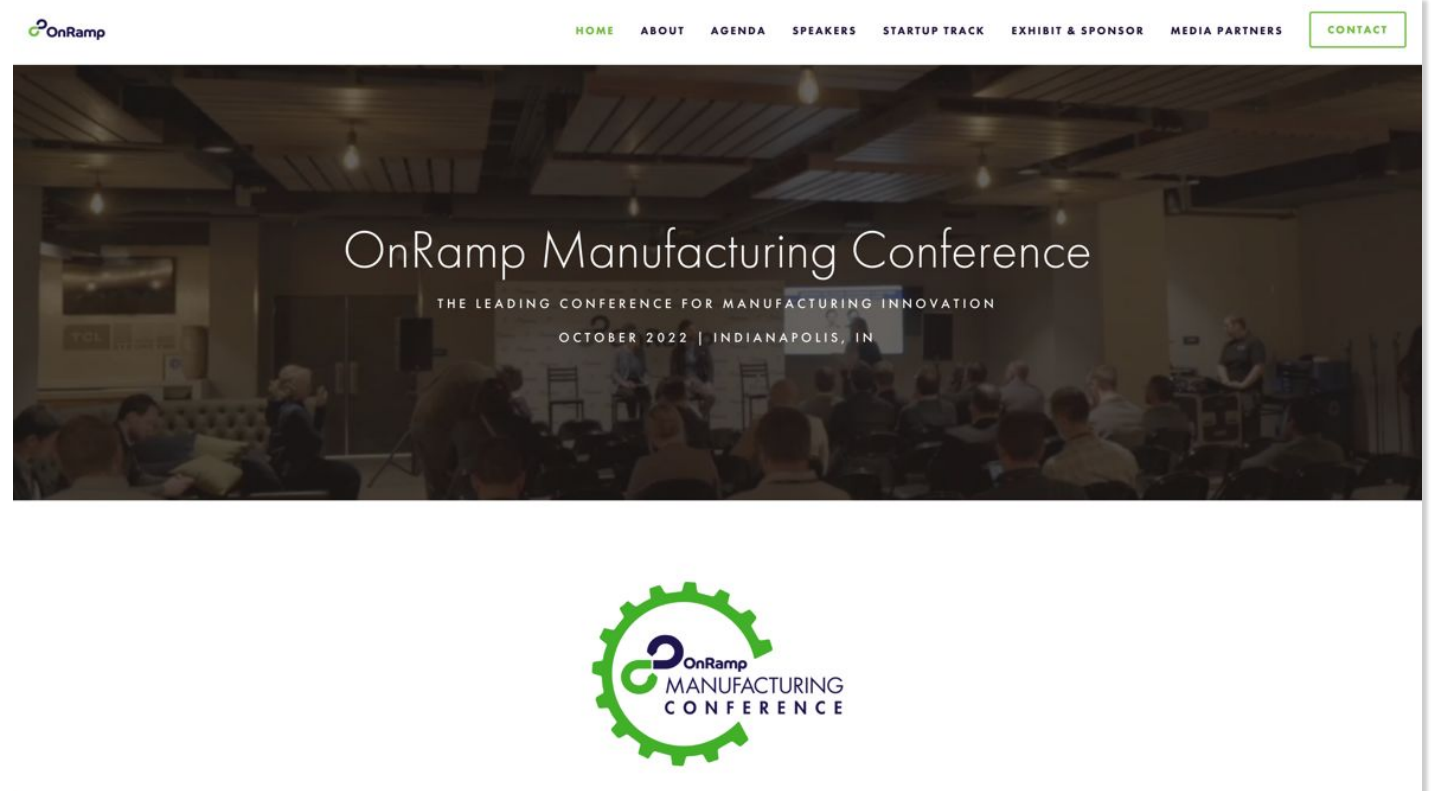 OnRamp
HOME ABOUT AGENDA SPEAKERS STARTUP TRACK EXHIBIT & SPONSOR MEDIA PARTNERS CONTACT
OnRamp Manufacturing Conference
THE LEADING CONFERENCE FOR MANUFACTURING INNOVATION
OCTOBER 2022 | INDIANAPOLIS, IN
TGL
OnRamp
MANUFACTURING
CONFERENCE